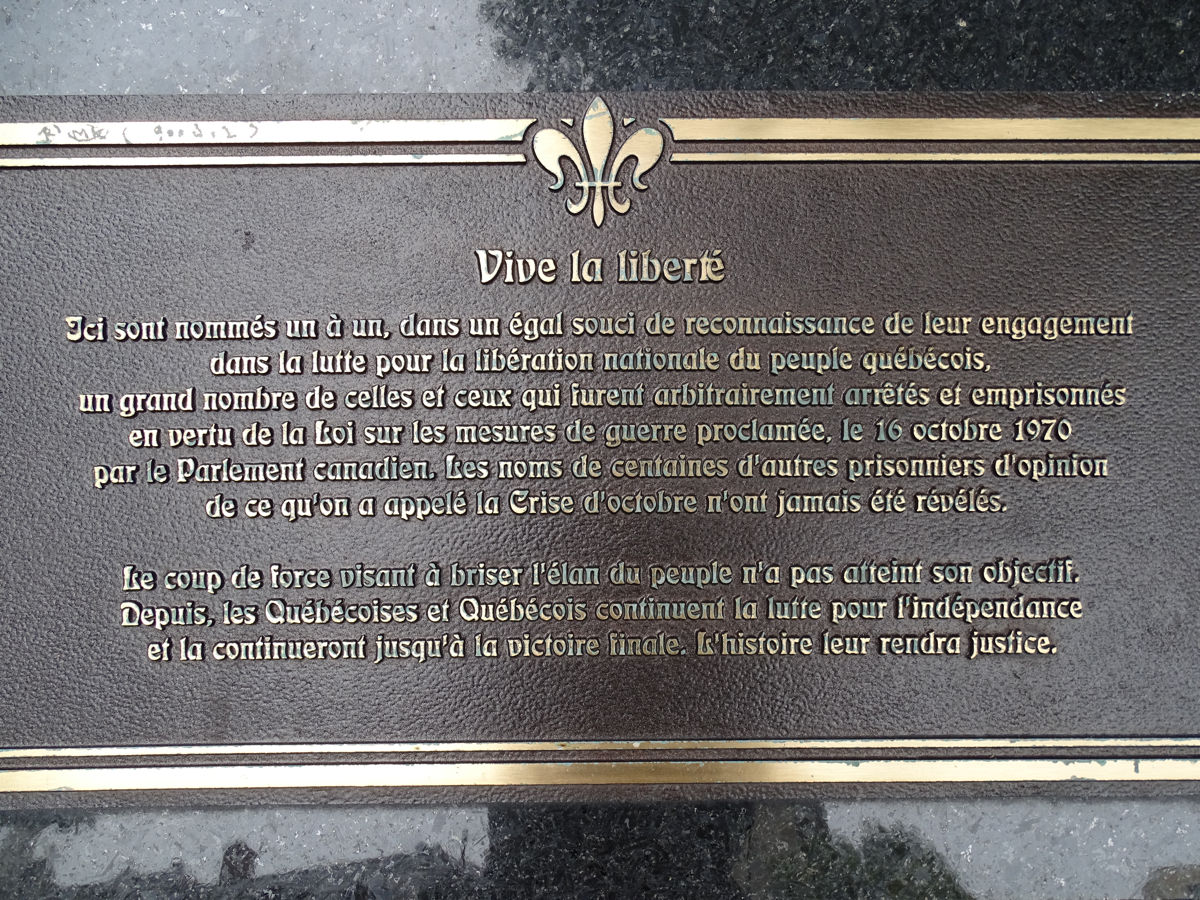 Vive la liberté
Ici sont nommés un à un, dans un égal souci de reconnaissance de leur engagement
dans la lutte pour la libération nationale du peuple québécois,
un grand nombre de celles et ceux qui furent arbitrairement arrêtés et emprisonnés
en vertu de la Loi sur les mesures de guerre proclamée, le 16 octobre 1970
par le Parlement canadien. Les noms de centaines d'autres prisonniers d'opinion
de ce qu'on a appelé la Crise d'octobre n'ont jamais été révélés.
Le coup de force visant à briser l'élan du peuple n'a pas atteint son objectif.
Depuis, les Québécoises et Québécois continuent la lutte pour l'indépendance
et la continueront jusqu'à la victoire finale. L'histoire leur rendra justice.